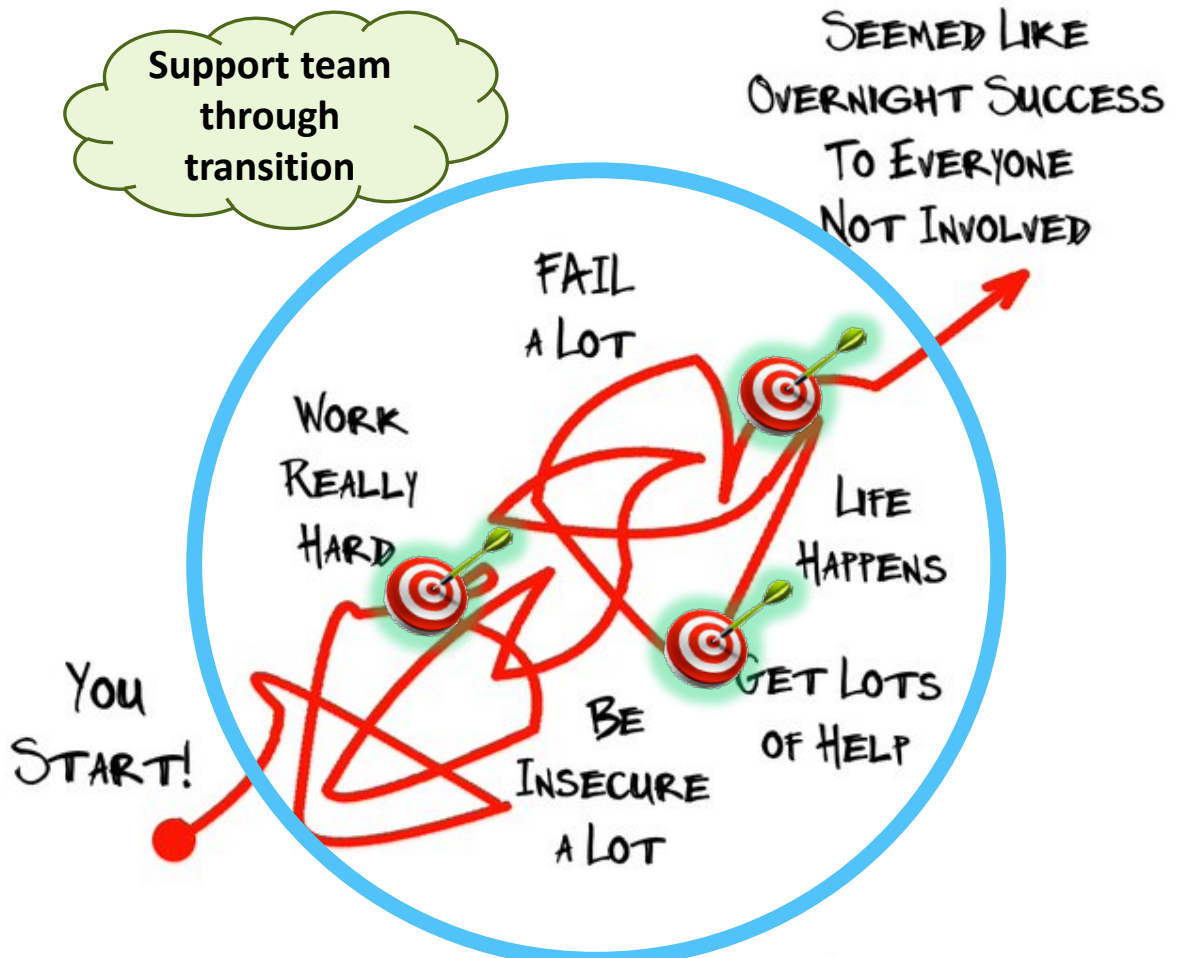 Support team
through
transition
SEEMED LIKE
OVERNIGHT SUCCESS
TO EVERYONE
NOT INVOLVED
FAIL
A LOT
WORK
REALLY
HARD
LIFE
HAPPENS
YOU
START!
GET LOTS
OF HELP
BE
INSECURE
A LOT